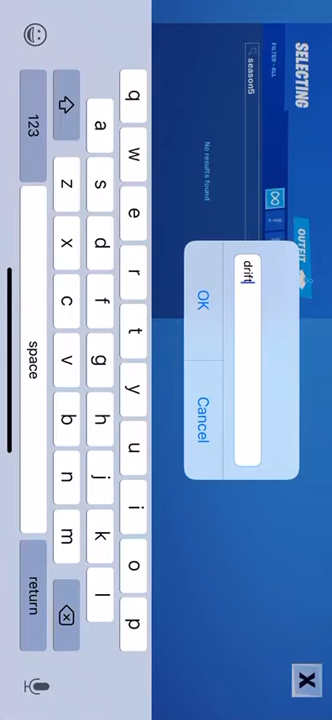 SELECTING
OUTFIT
FILTER - ALL
season5
No results found
drift
OK
Cancel
X
q w e r t y u i o p
a s d f g h j k l
z x c v b n m
123
space
return